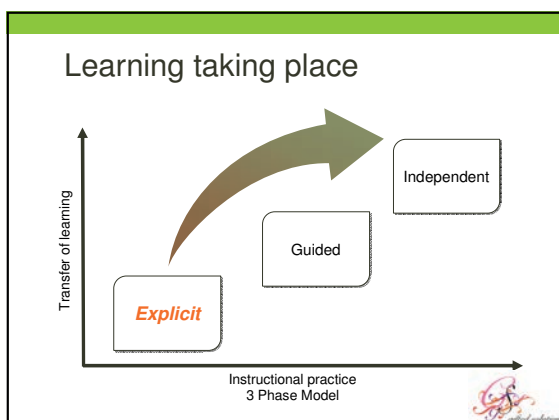 Learning taking place
Transfer of learning
Explicit
Guided
Independent
Instructional practice
3 Phase Model